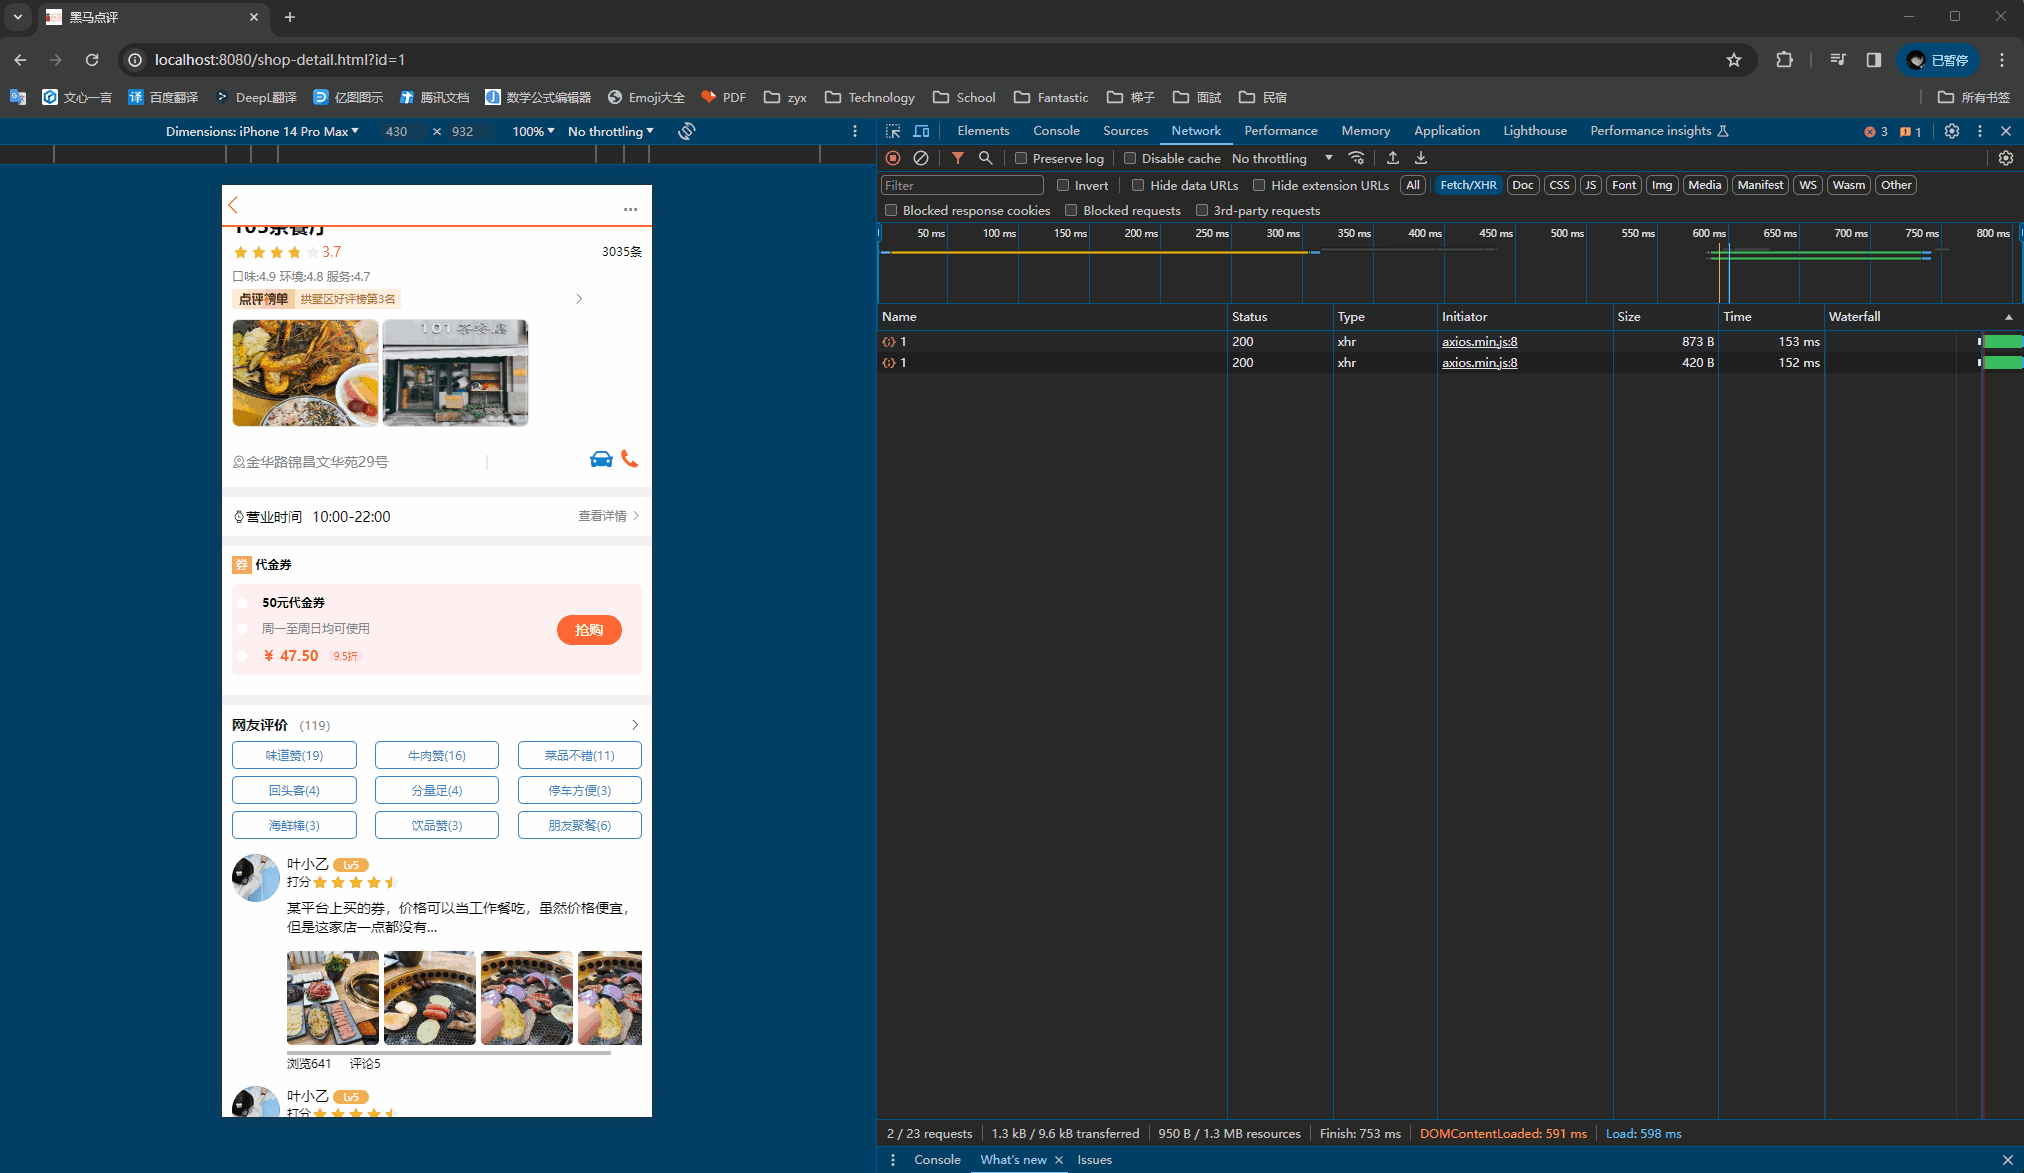 黑马点评
localhost:8080/shop-detail.html?id=1
已暂停
文心一言 百度翻译 DeepL翻译 亿图图示 腾讯文档 数学公式编辑器 Emoji大全 PDF zyx Technology School Fantastic 梯子 面試 民宿 所有书签
Dimensions: iPhone 14 Pro Max 430 × 932 100% No throttling
...
3.7 3035条
口味:4.9 环境:4.8 服务:4.7
点评榜单 拱墅区好评榜第3名
金华路锦昌文华苑29号
营业时间 10:00-22:00 查看详情
券 代金券
50元代金券
周一至周日均可使用
抢购
¥ 47.50 9.5折
网友评价 (119)
味道赞(19) 牛肉赞(16) 菜品不错(11)
回头客(4) 分量足(4) 停车方便(3)
海鲜棒(3) 饮品赞(3) 朋友聚餐(6)
叶小乙 Lv5
打分
某平台上买的券，价格可以当工作餐吃，虽然价格便宜，
但是这家店一点都没有...
浏览641 评论5
叶小乙 Lv5
打分
Elements Console Sources Network Performance Memory Application Lighthouse Performance insights 3 1
Preserve log Disable cache No throttling
Filter Invert Hide data URLs Hide extension URLs All Fetch/XHR Doc CSS JS Font Img Media Manifest WS Wasm Other
Blocked response cookies Blocked requests 3rd-party requests
50 ms 100 ms 150 ms 200 ms 250 ms 300 ms 350 ms 400 ms 450 ms 500 ms 550 ms 600 ms 650 ms 700 ms 750 ms 800 ms
Name Status Type Initiator Size Time Waterfall
1 200 xhr axios.min.js:8 873 B 153 ms
1 200 xhr axios.min.js:8 420 B 152 ms
2 / 23 requests 1.3 kB / 9.6 kB transferred 950 B / 1.3 MB resources Finish: 753 ms DOMContentLoaded: 591 ms Load: 598 ms
Console What's new Issues